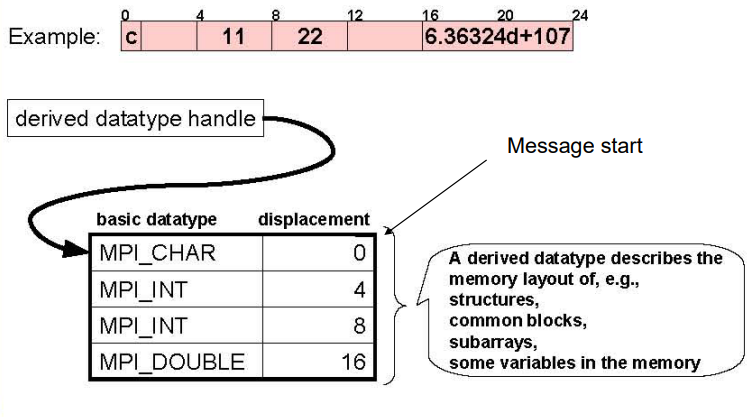 0 4 8 12 16 20 24
Example: c 11 22 6.36324d+107
derived datatype handle
Message start
basic datatype displacement
MPI_CHAR 0
MPI_INT 4
MPI_INT 8
MPI_DOUBLE 16
A derived datatype describes the
memory layout of, e.g.,
structures,
common blocks,
subarrays,
some variables in the memory